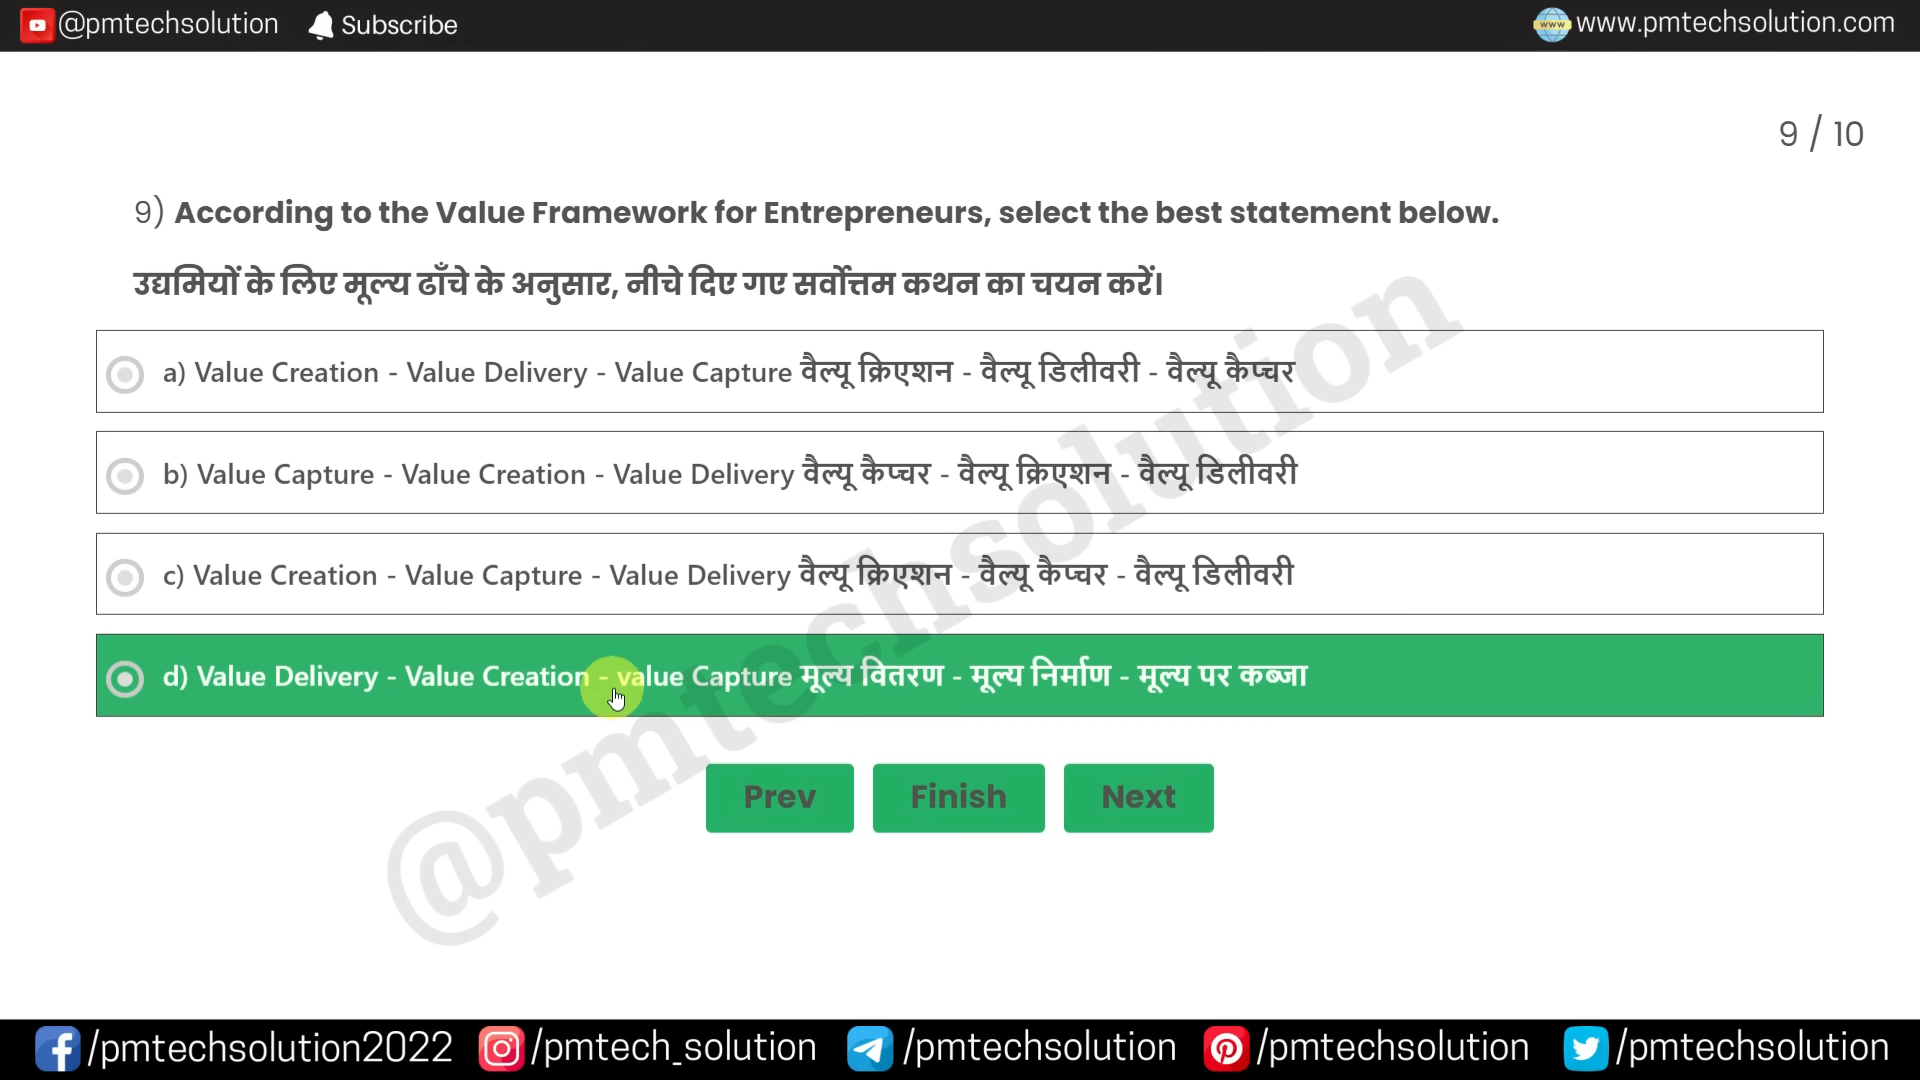 @pmtechsolution Subscribe www.pmtechsolution.com
9 / 10
9) According to the Value Framework for Entrepreneurs, select the best statement below.
उद्यमियों के लिए मूल्य ढाँचे के अनुसार, नीचे दिए गए सर्वोत्तम कथन का चयन करें।
a) Value Creation - Value Delivery - Value Capture वैल्यू क्रिएशन - वैल्यू डिलीवरी - वैल्यू कैप्चर
b) Value Capture - Value Creation - Value Delivery वैल्यू कैप्चर - वैल्यू क्रिएशन - वैल्यू डिलीवरी
c) Value Creation - Value Capture - Value Delivery वैल्यू क्रिएशन - वैल्यू कैप्चर - वैल्यू डिलीवरी
d) Value Delivery - Value Creation - value Capture मूल्य वितरण - मूल्य निर्माण - मूल्य पर कब्जा
Prev Finish Next
@pmtechsolution
/pmtechsolution2022 /pmtech_solution /pmtechsolution /pmtechsolution /pmtechsolution